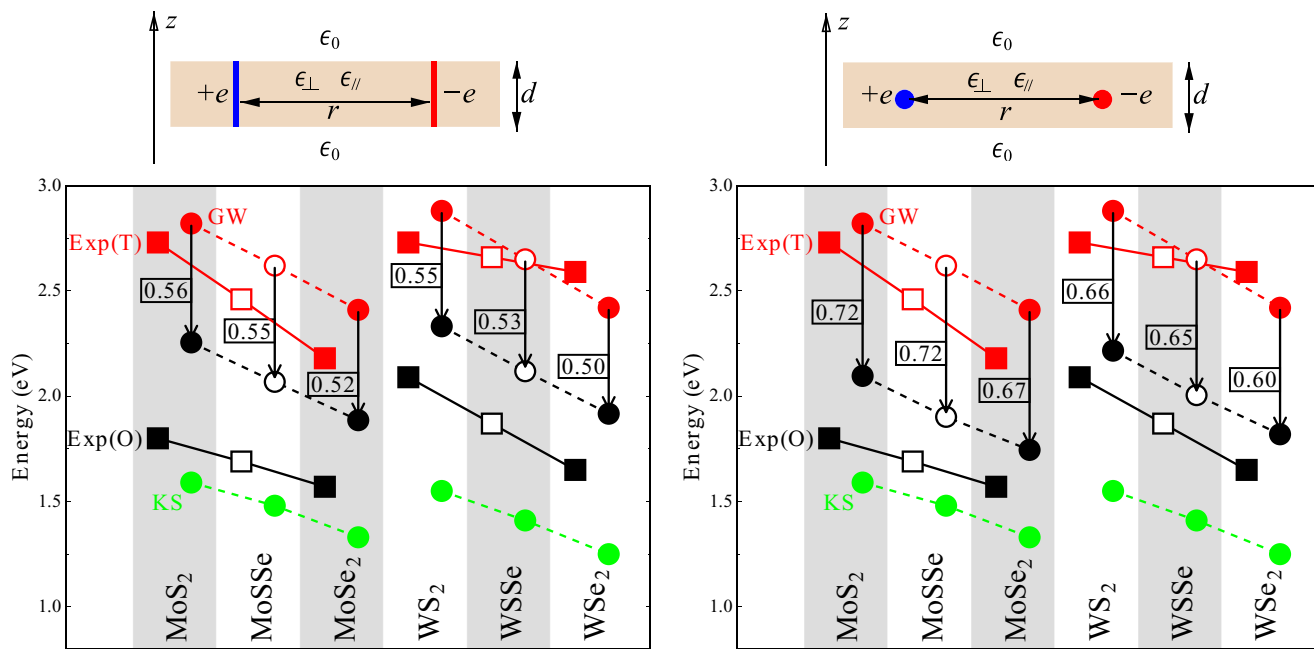 z
ϵ₀
ϵ⊥ ϵ∥
+e −e
r
d
ϵ₀
3.0
2.5
2.0
1.5
1.0
Energy (eV)
GW
Exp(T)
Exp(O)
KS
0.56
0.55
0.52
0.55
0.53
0.50
MoS₂
MoSSe
MoSe₂
WS₂
WSSe
WSe₂
z
ϵ₀
ϵ⊥ ϵ∥
+e −e
r
d
ϵ₀
3.0
2.5
2.0
1.5
1.0
Energy (eV)
GW
Exp(T)
Exp(O)
KS
0.72
0.72
0.67
0.66
0.65
0.60
MoS₂
MoSSe
MoSe₂
WS₂
WSSe
WSe₂